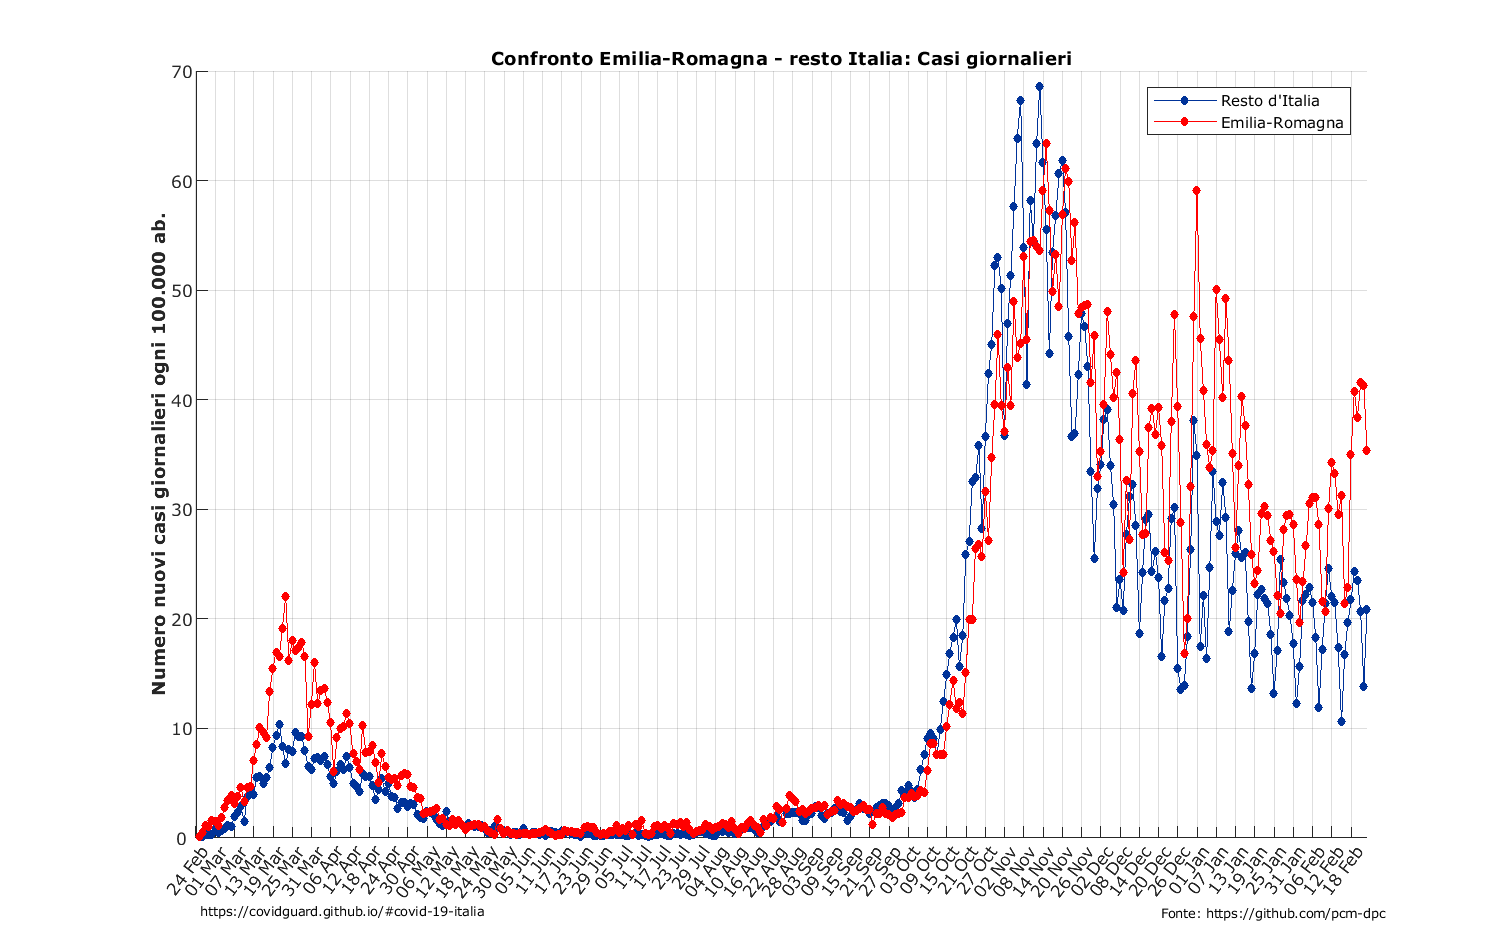 Confronto Emilia-Romagna - resto Italia: Casi giornalieri
Resto d'Italia
Emilia-Romagna
Numero nuovi casi giornalieri ogni 100.000 ab.
70
60
50
40
30
20
10
0
24 Feb
01 Mar
07 Mar
13 Mar
19 Mar
25 Mar
31 Mar
06 Apr
12 Apr
18 Apr
24 Apr
30 Apr
06 May
12 May
18 May
24 May
30 May
05 Jun
11 Jun
17 Jun
23 Jun
29 Jun
05 Jul
11 Jul
17 Jul
23 Jul
29 Jul
04 Aug
10 Aug
16 Aug
22 Aug
28 Aug
03 Sep
09 Sep
15 Sep
21 Sep
27 Sep
03 Oct
09 Oct
15 Oct
21 Oct
27 Oct
02 Nov
08 Nov
14 Nov
20 Nov
26 Nov
02 Dec
08 Dec
14 Dec
20 Dec
26 Dec
01 Jan
07 Jan
13 Jan
19 Jan
25 Jan
31 Jan
06 Feb
12 Feb
18 Feb
https://covidguard.github.io/#covid-19-italia
Fonte: https://github.com/pcm-dpc